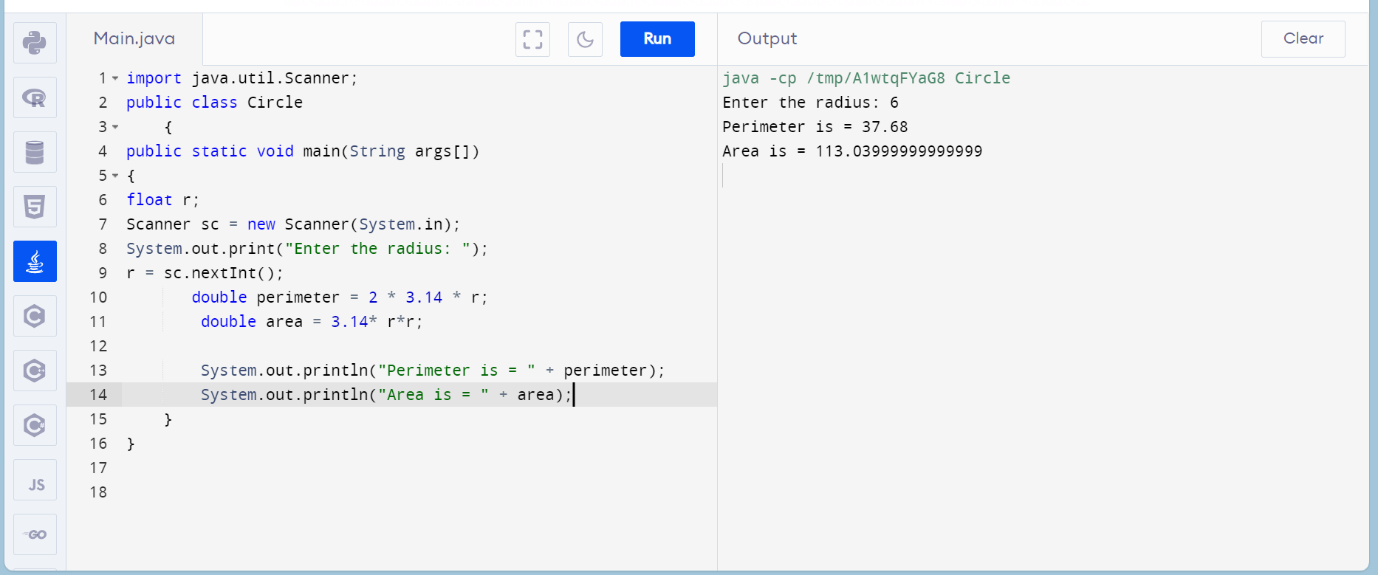 Main.java
Run
Output
Clear
1 import java.util.Scanner;
2 public class Circle
3 {
4 public static void main(String args[])
5 {
6 float r;
7 Scanner sc = new Scanner(System.in);
8 System.out.print("Enter the radius: ");
9 r = sc.nextInt();
10 double perimeter = 2 * 3.14 * r;
11 double area = 3.14* r*r;
12
13 System.out.println("Perimeter is = " + perimeter);
14 System.out.println("Area is = " + area);
15 }
16 }
17
18
java -cp /tmp/A1wtqFYaG8 Circle
Enter the radius: 6
Perimeter is = 37.68
Area is = 113.03999999999999
R
5
C
C
C
JS
GO